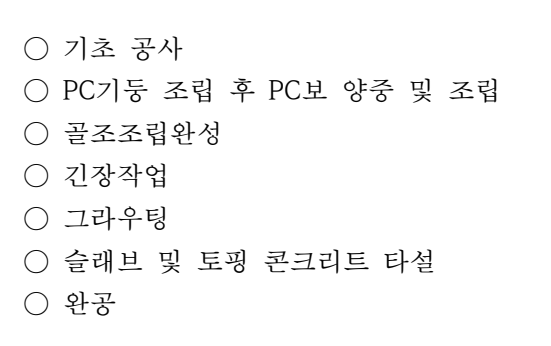 ○ 기초 공사
○ PC기둥 조립 후 PC보 양중 및 조립
○ 골조조립완성
○ 긴장작업
○ 그라우팅
○ 슬래브 및 토핑 콘크리트 타설
○ 완공